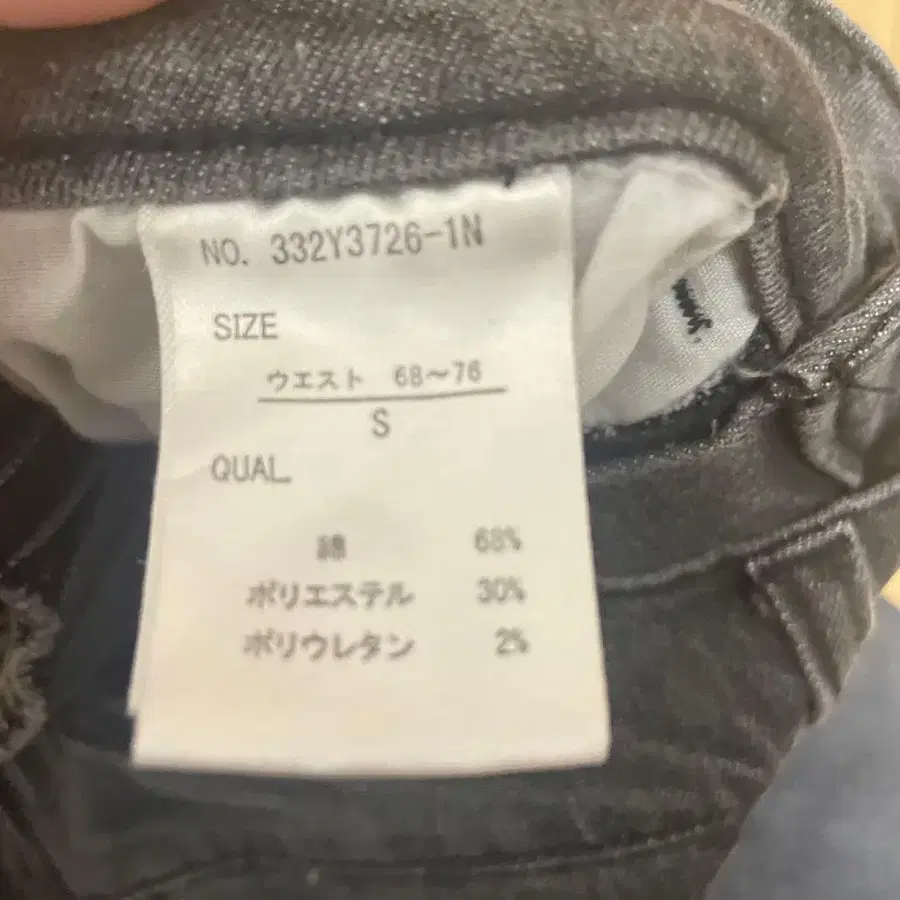 NO. 332Y3726-1N
SIZE
ウエスト 68〜76
S
QUAL
綿 68%
ポリエステル 30%
ポリウレタン 2%